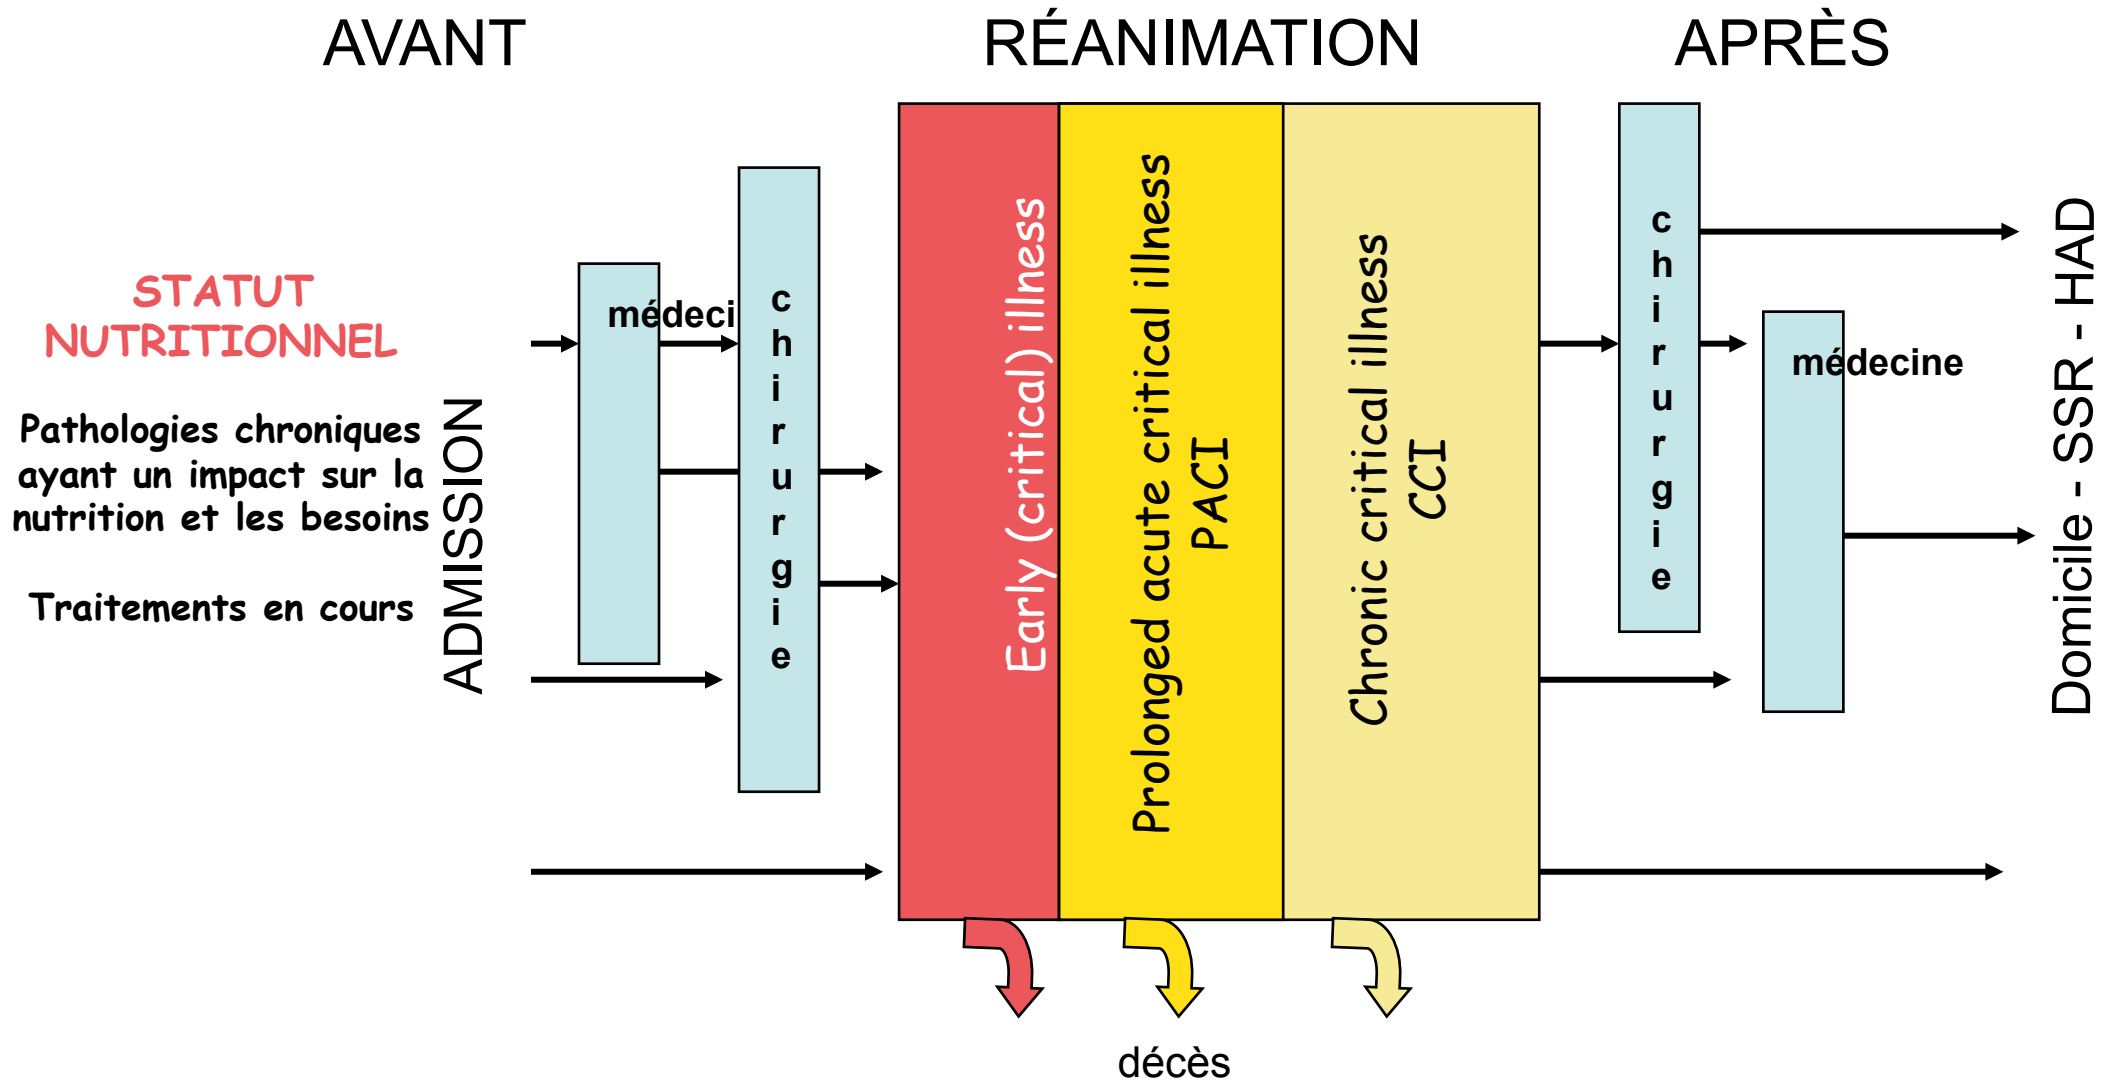 AVANT
RÉANIMATION
APRÈS
STATUT
NUTRITIONNEL
Pathologies chroniques
ayant un impact sur la
nutrition et les besoins
Traitements en cours
ADMISSION
médeci
chirurgie
Early (critical) illness
Prolonged acute critical illness
PACI
Chronic critical illness
CCI
chirurgie
médecine
Domicile - SSR - HAD
décès